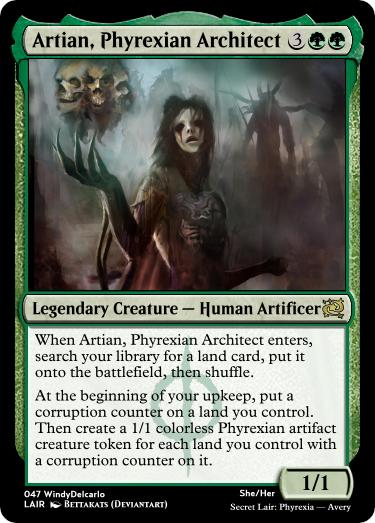 Artian, Phyrexian Architect 3
Legendary Creature — Human Artificer
When Artian, Phyrexian Architect enters,
search your library for a land card, put it
onto the battlefield, then shuffle.
At the beginning of your upkeep, put a
corruption counter on a land you control.
Then create a 1/1 colorless Phyrexian artifact
creature token for each land you control with
a corruption counter on it.
1/1
047 WindyDelcarlo She/Her
LAIR Bettakats (Deviantart) Secret Lair: Phyrexia — Avery